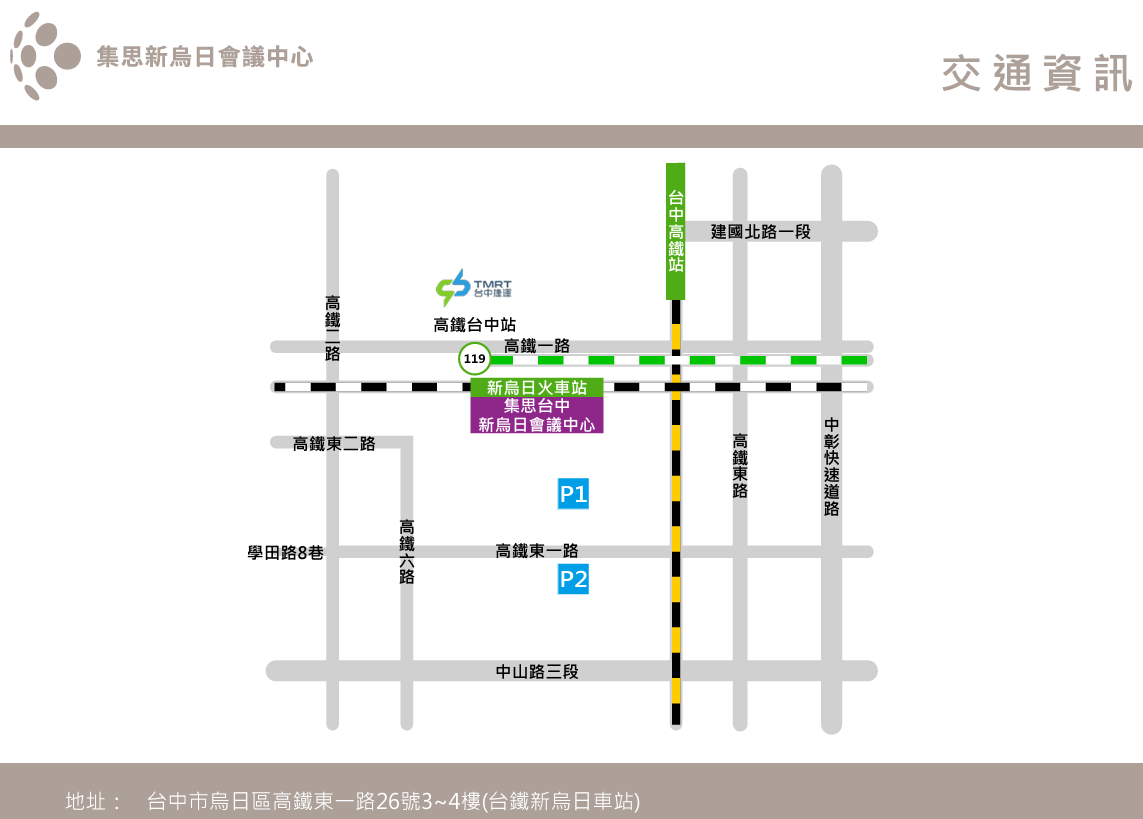 集思新烏日會議中心
交通資訊
台中高鐵站
建國北路一段
TMRT
台中捷運
高鐵二路
高鐵台中站
高鐵一路
119
新烏日火車站
集思台中
新烏日會議中心
高鐵東二路
高鐵東路
中彰快速道路
P1
高鐵六路
學田路8巷
高鐵東一路
P2
中山路三段
地址： 台中市烏日區高鐵東一路26號3~4樓(台鐵新烏日車站)